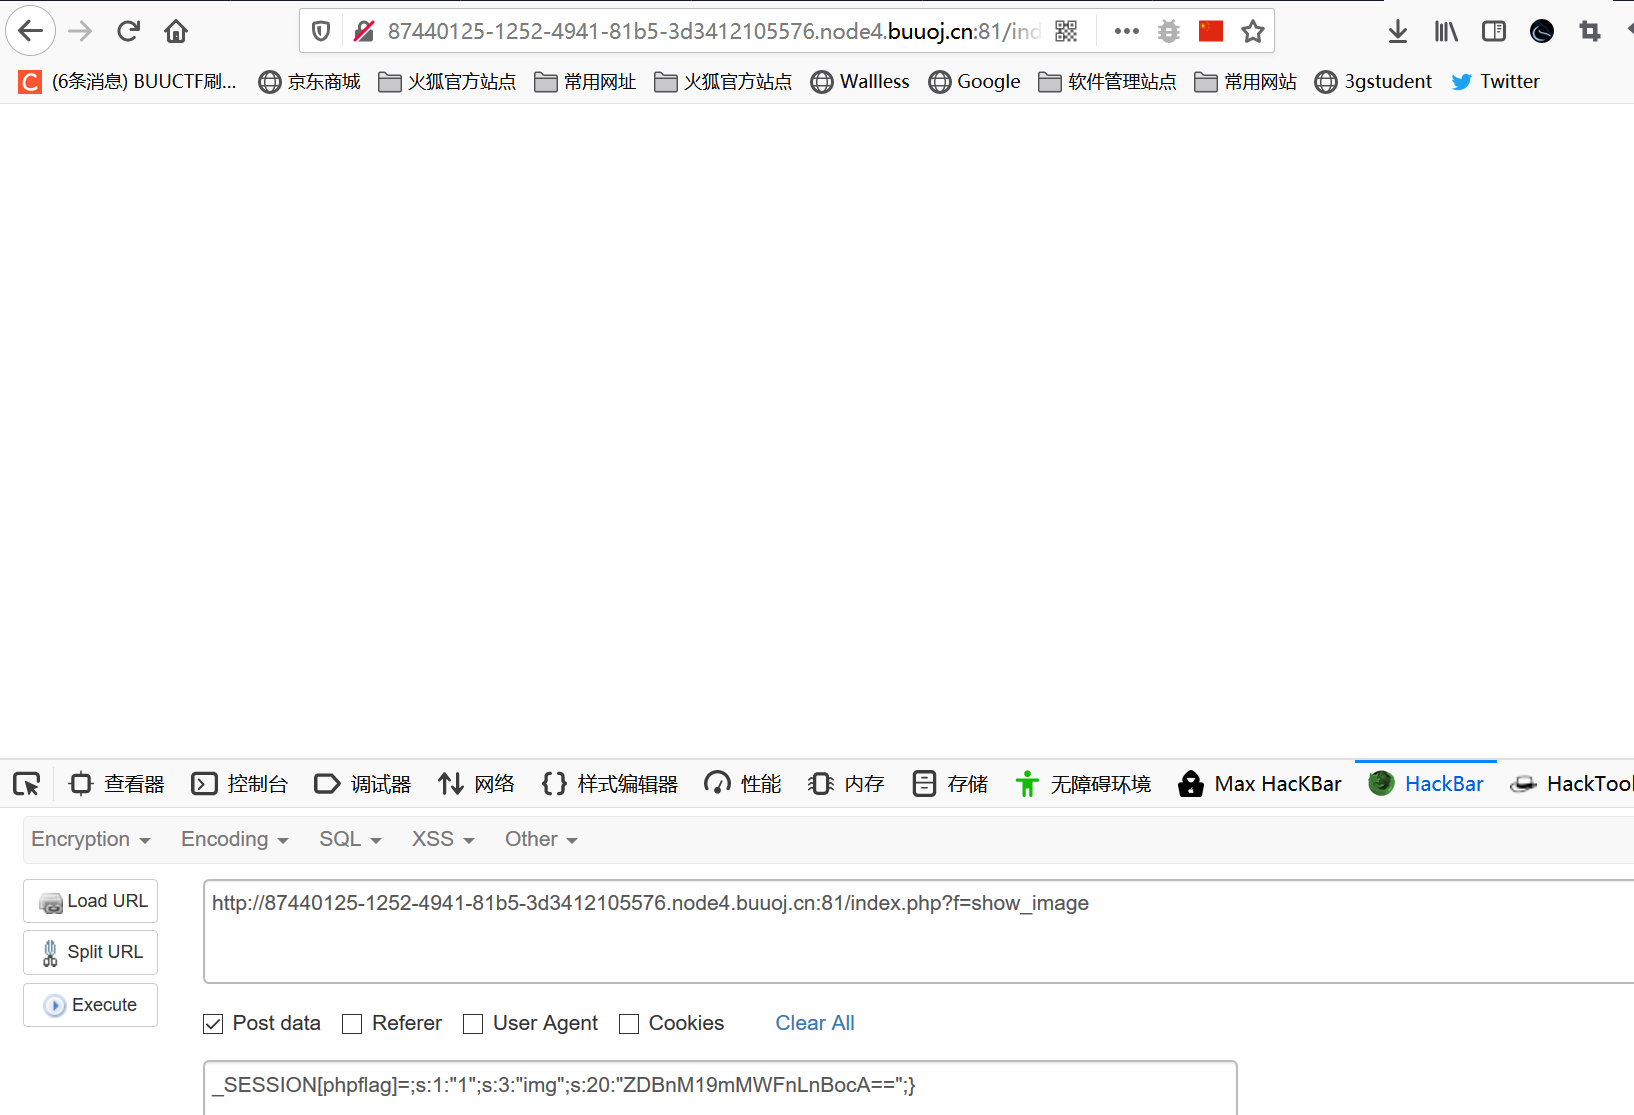 87440125-1252-4941-81b5-3d3412105576.node4.buuoj.cn:81/ind
(6条消息) BUUCTF刷... 京东商城 火狐官方站点 常用网址 火狐官方站点 Wallless Google 软件管理站点 常用网站 3gstudent Twitter
查看器 控制台 调试器 网络 样式编辑器 性能 内存 存储 无障碍环境 Max HacKBar HackBar HackTool
Encryption Encoding SQL XSS Other
Load URL
http://87440125-1252-4941-81b5-3d3412105576.node4.buuoj.cn:81/index.php?f=show_image
Split URL
Execute
Post data Referer User Agent Cookies Clear All
_SESSION[phpflag]=;s:1:"1";s:3:"img";s:20:"ZDBnM19mMWFnLnBocA==";}